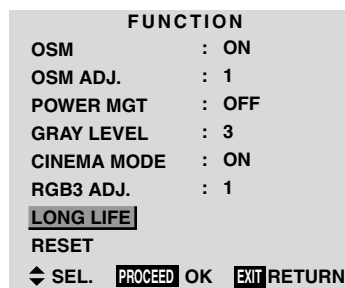 FUNCTION
OSM : ON
OSM ADJ. : 1
POWER MGT : OFF
GRAY LEVEL : 3
CINEMA MODE : ON
RGB3 ADJ. : 1
LONG LIFE
RESET
SEL. PROCEED OK EXIT RETURN